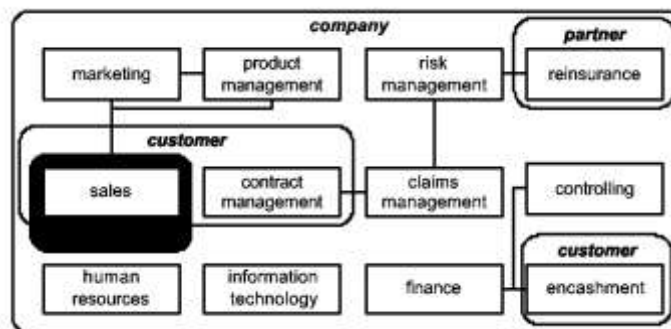 company
partner
marketing
product
management
risk
management
reinsurance
customer
sales
contract
management
claims
management
controlling
customer
human
resources
information
technology
finance
encashment